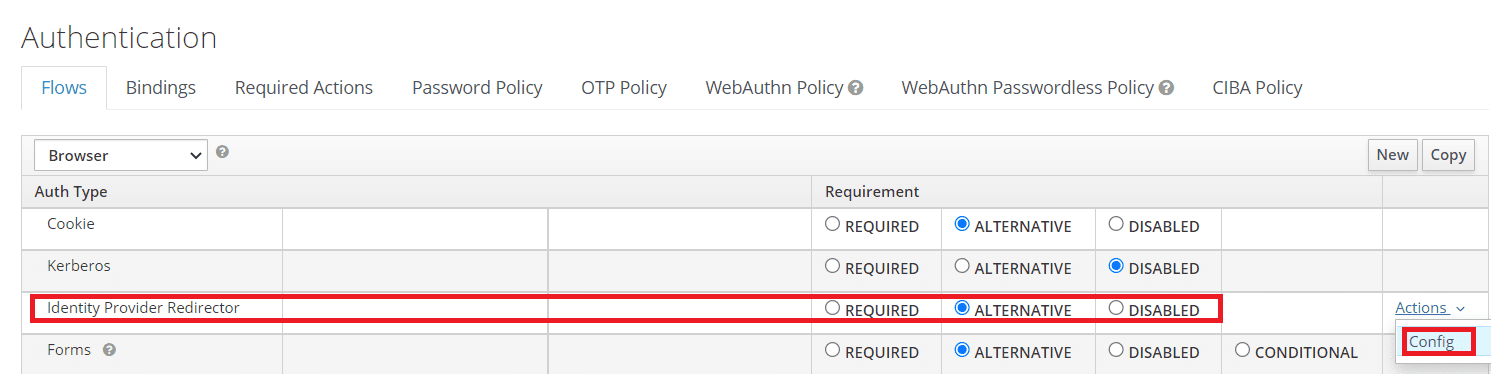 Authentication
Flows Bindings Required Actions Password Policy OTP Policy WebAuthn Policy ? WebAuthn Passwordless Policy ? CIBA Policy
Browser ? New Copy
Auth Type Requirement
Cookie REQUIRED ALTERNATIVE DISABLED
Kerberos REQUIRED ALTERNATIVE DISABLED
Identity Provider Redirector REQUIRED ALTERNATIVE DISABLED Actions
Config
Forms ? REQUIRED ALTERNATIVE DISABLED CONDITIONAL